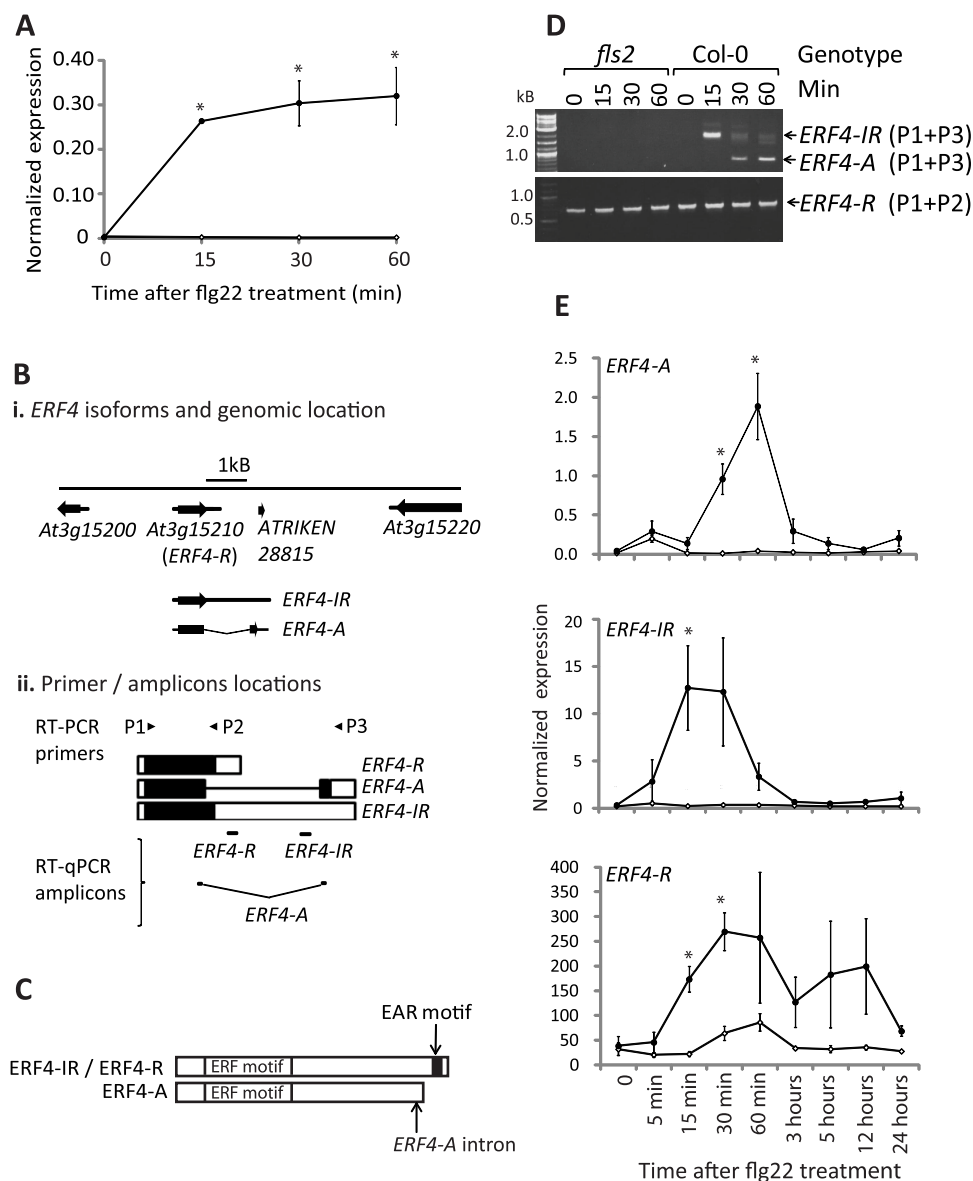 A
Normalized expression
0.40
0.30
0.20
0.10
0
*
*
*
0
15
30
60
Time after flg22 treatment (min)
B
i. ERF4 isoforms and genomic location
1kB
At3g15200
At3g15210
(ERF4-R)
ATRIKEN
28815
At3g15220
ERF4-IR
ERF4-A
ii. Primer / amplicons locations
RT-PCR
primers
P1
P2
P3
ERF4-R
ERF4-A
ERF4-IR
RT-qPCR
amplicons
ERF4-R
ERF4-IR
ERF4-A
C
EAR motif
ERF4-IR / ERF4-R
ERF motif
ERF4-A
ERF motif
ERF4-A intron
D
fls2
Col-0
Genotype
0
15
30
60
0
15
30
60
Min
kB
2.0
1.0
ERF4-IR (P1+P3)
ERF4-A (P1+P3)
1.0
0.5
ERF4-R (P1+P2)
E
Normalized expression
ERF4-A
2.5
2.0
1.5
1.0
0.5
0.0
*
*
ERF4-IR
20
15
10
5
0
*
ERF4-R
400
350
300
250
200
150
100
50
0
*
*
0
5 min
15 min
30 min
60 min
3 hours
5 hours
12 hours
24 hours
Time after flg22 treatment